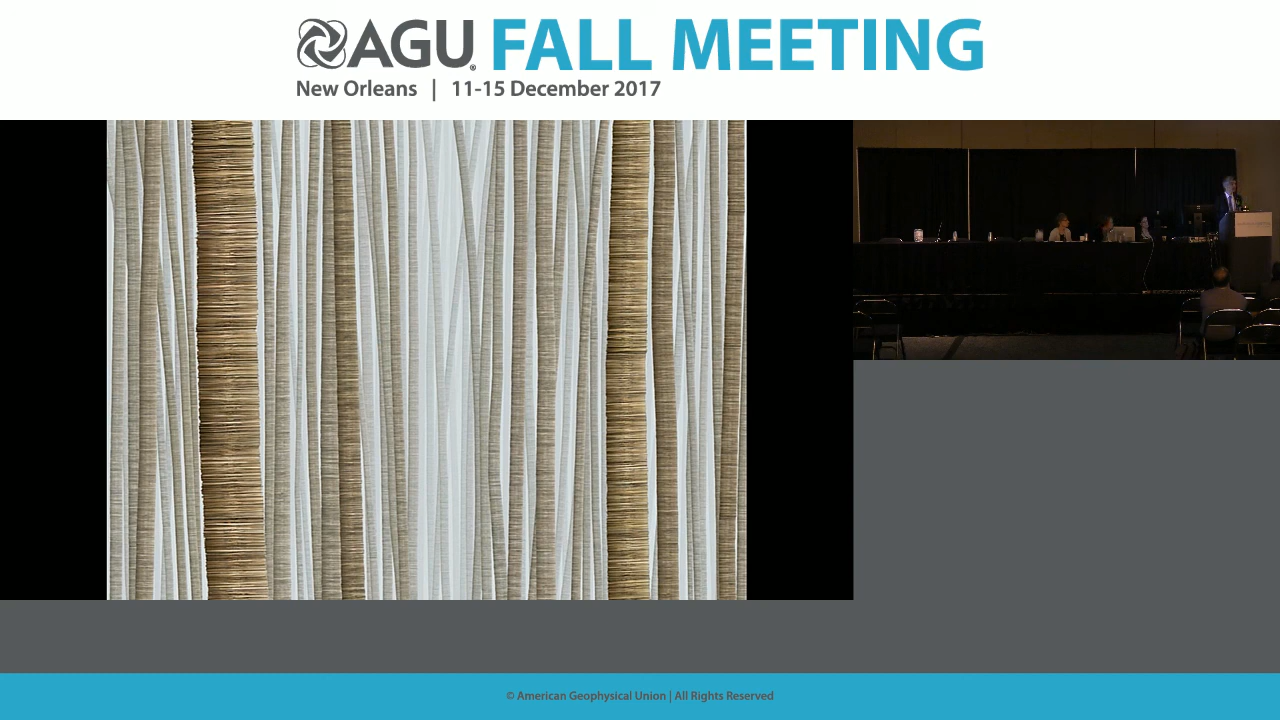 AGU FALL MEETING
New Orleans | 11-15 December 2017
© American Geophysical Union | All Rights Reserved